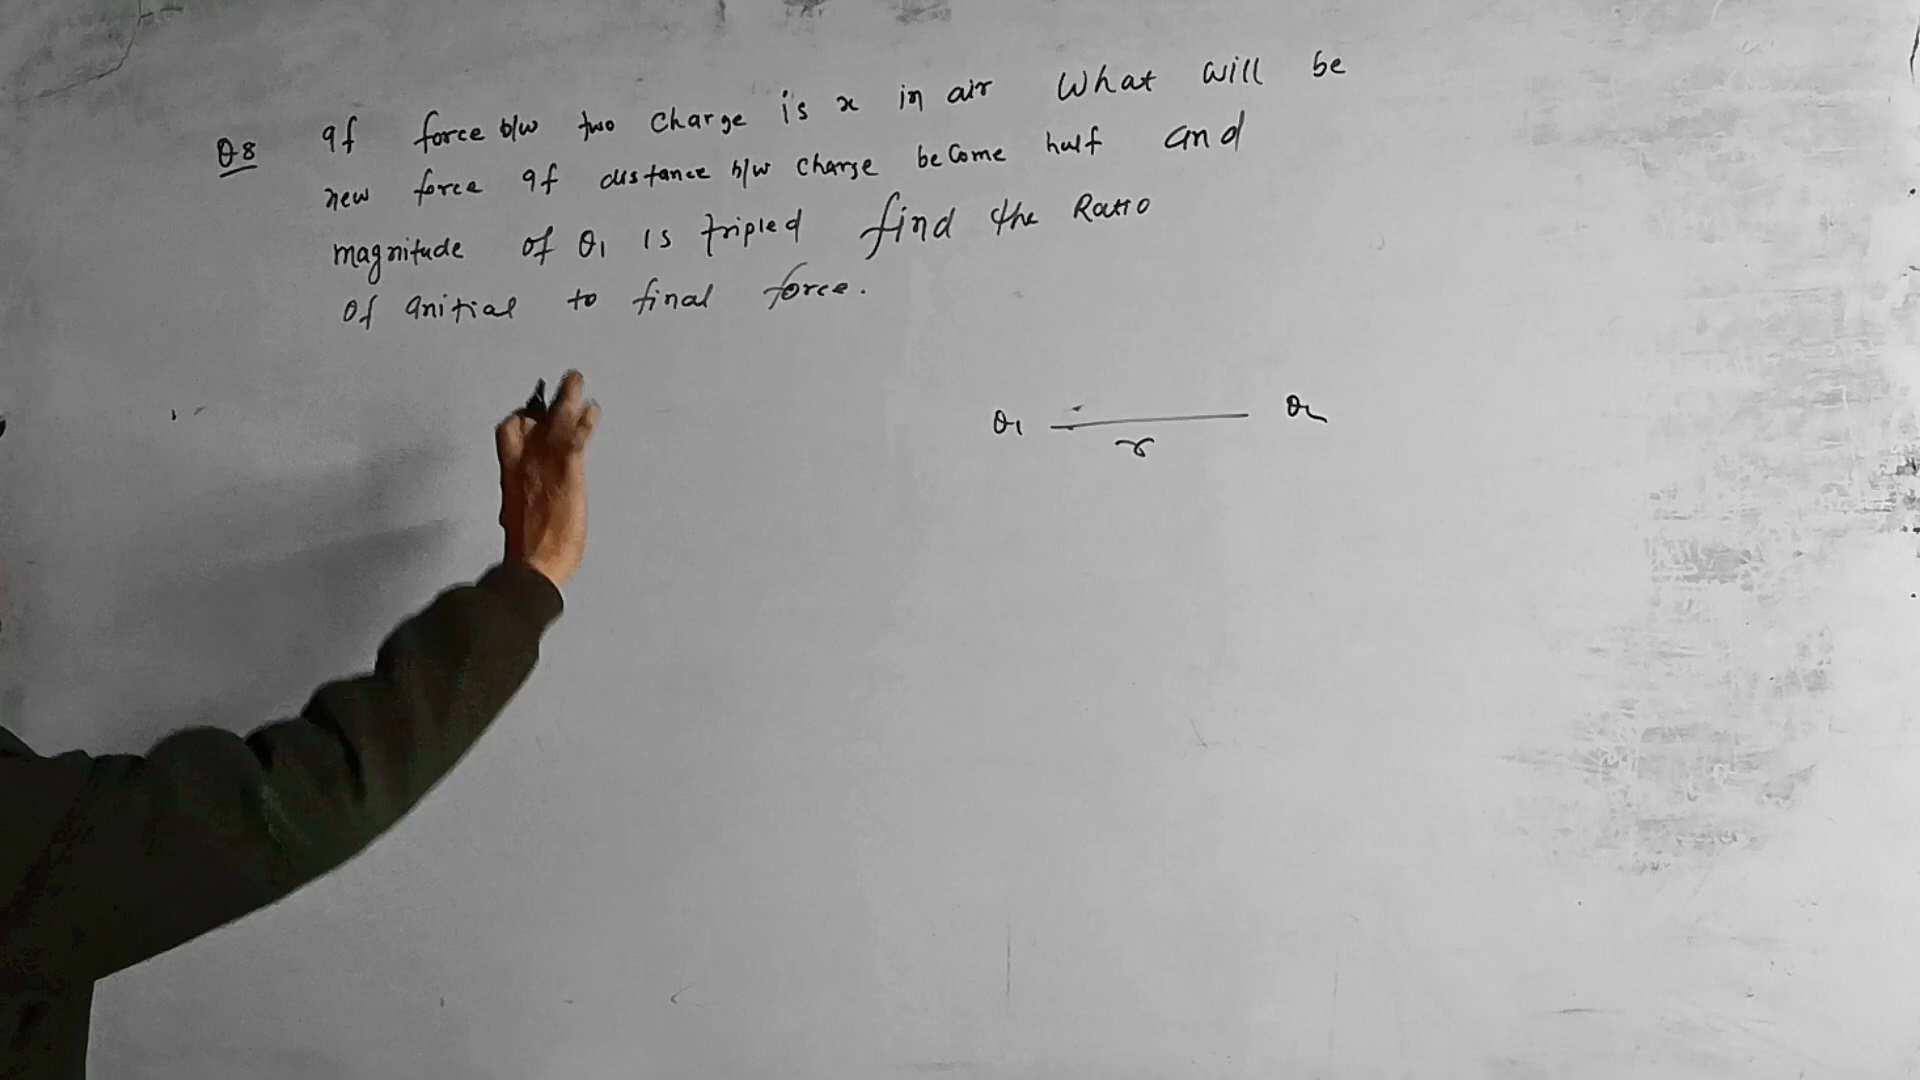 Q8 If force b/w two charge is x in air What will be
new force If distance b/w charge become half and
magnitude of Q1 is tripled find the Ratio
of Initial to final force.
Q1 Q2
r